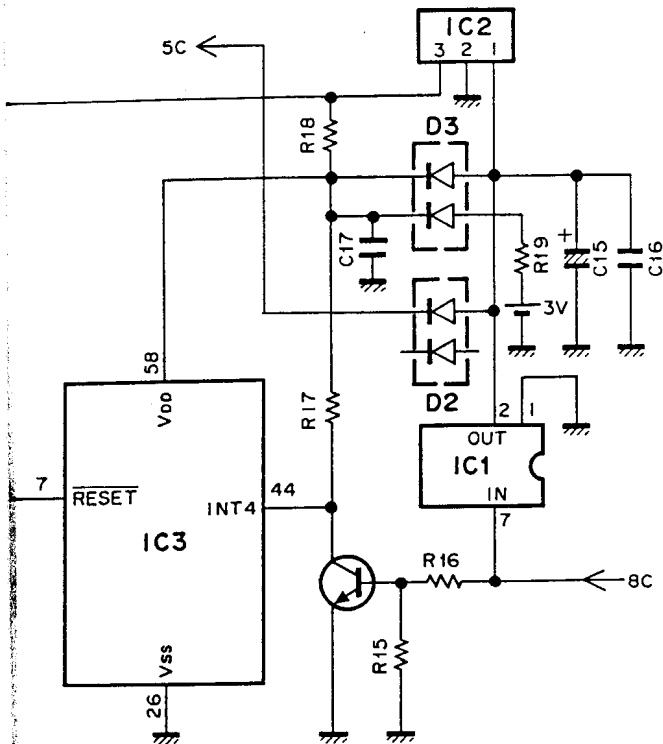 IC2
5C
3 2 1
R18
D3
C17
R19
+
C15
C16
3V
58
VDD
R17
D2
2 1
OUT
IC1
IN
7
7
RESET
44
INT4
IC3
R16
8C
R15
VSS
26